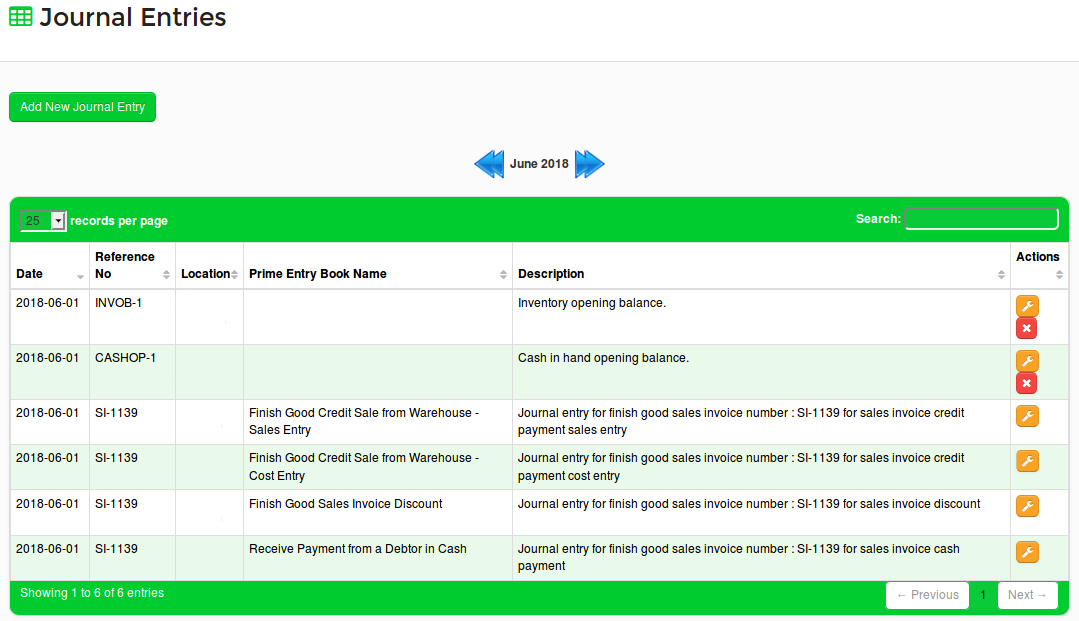 Journal Entries
Add New Journal Entry
June 2018
25 records per page Search:
Date Reference No Location Prime Entry Book Name Description Actions
2018-06-01 INVOB-1 Inventory opening balance.
2018-06-01 CASHOP-1 Cash in hand opening balance.
2018-06-01 SI-1139 Finish Good Credit Sale from Warehouse - Journal entry for finish good sales invoice number : SI-1139 for sales invoice credit
Sales Entry payment sales entry
2018-06-01 SI-1139 Finish Good Credit Sale from Warehouse - Journal entry for finish good sales invoice number : SI-1139 for sales invoice credit
Cost Entry payment cost entry
2018-06-01 SI-1139 Finish Good Sales Invoice Discount Journal entry for finish good sales invoice number : SI-1139 for sales invoice discount
2018-06-01 SI-1139 Receive Payment from a Debtor in Cash Journal entry for finish good sales invoice number : SI-1139 for sales invoice cash
payment
Showing 1 to 6 of 6 entries ← Previous 1 Next →